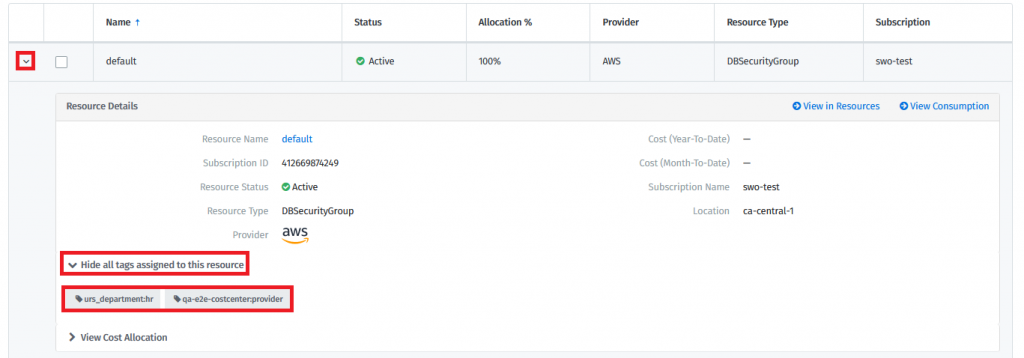 Name ↑ Status Allocation % Provider Resource Type Subscription
default Active 100% AWS DBSecurityGroup swo-test
Resource Details View in Resources View Consumption
Resource Name default Cost (Year-To-Date) —
Subscription ID 412669874249 Cost (Month-To-Date) —
Resource Status Active Subscription Name swo-test
Resource Type DBSecurityGroup Location ca-central-1
Provider aws
Hide all tags assigned to this resource
urs_department:hr qa-e2e-costcenter:provider
View Cost Allocation